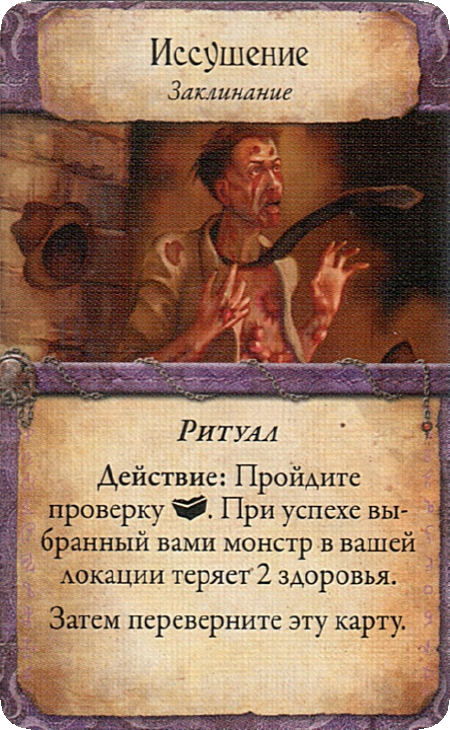 Иссушение
Заклинание
Ритуал
Действие: Пройдите
проверку . При успехе вы-
бранный вами монстр в вашей
локации теряет 2 здоровья.
Затем переверните эту карту.